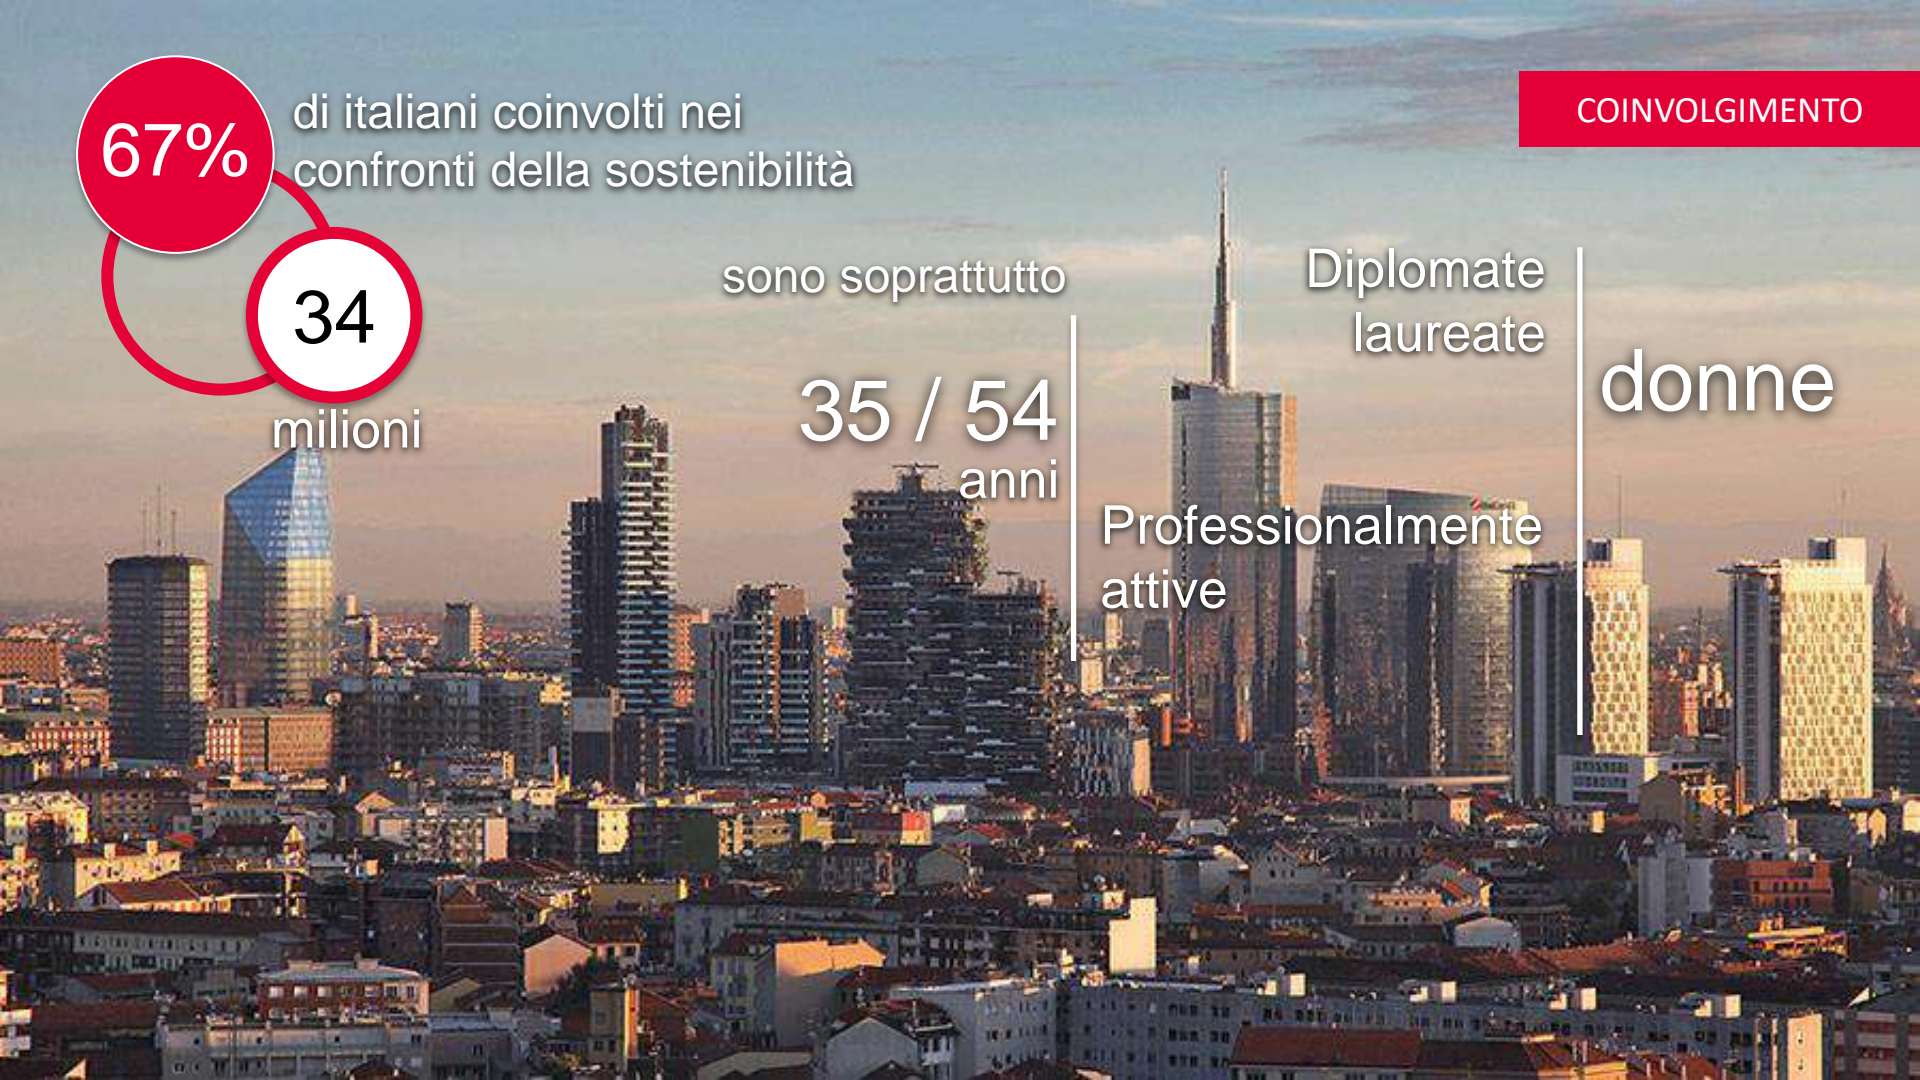 COINVOLGIMENTO
67%
di italiani coinvolti nei
confronti della sostenibilità
34
milioni
sono soprattutto
35 / 54
anni
Diplomate
laureate
Professionalmente
attive
donne